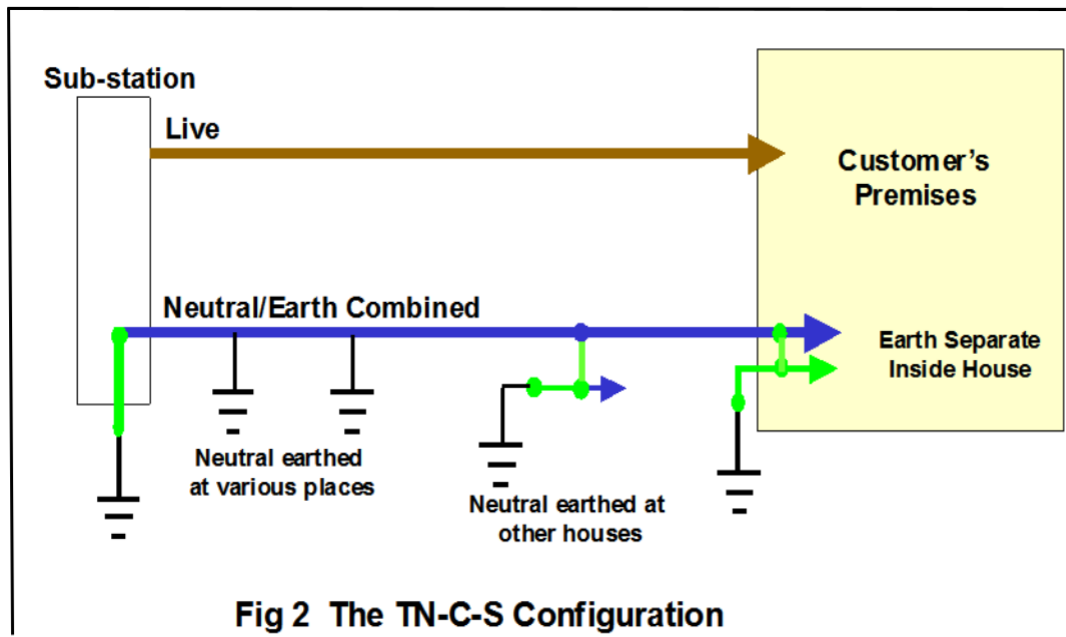 Sub-station
Live
Customer's
Premises
Neutral/Earth Combined
Earth Separate
Inside House
Neutral earthed
at various places
Neutral earthed at
other houses
Fig 2 The TN-C-S Configuration